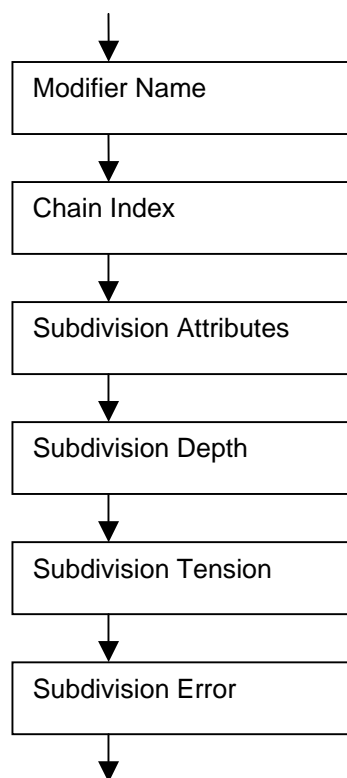 Modifier Name
Chain Index
Subdivision Attributes
Subdivision Depth
Subdivision Tension
Subdivision Error